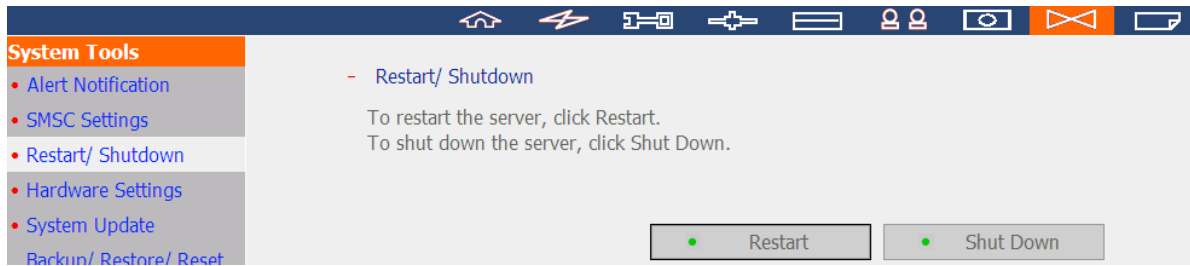 System Tools
Alert Notification
SMSC Settings
Restart/ Shutdown
Hardware Settings
System Update
Backup/ Restore/ Reset
- Restart/ Shutdown
To restart the server, click Restart.
To shut down the server, click Shut Down.
Restart
Shut Down